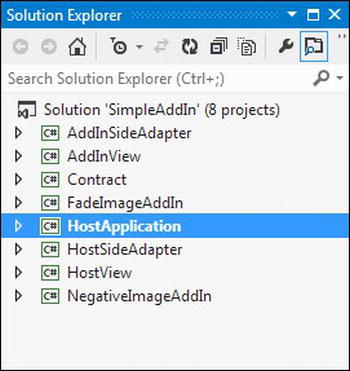 Solution Explorer
Search Solution Explorer (Ctrl+;)
Solution 'SimpleAddIn' (8 projects)
C# AddInSideAdapter
C# AddInView
C# Contract
C# FadeImageAddIn
C# HostApplication
C# HostSideAdapter
C# HostView
C# NegativeImageAddIn